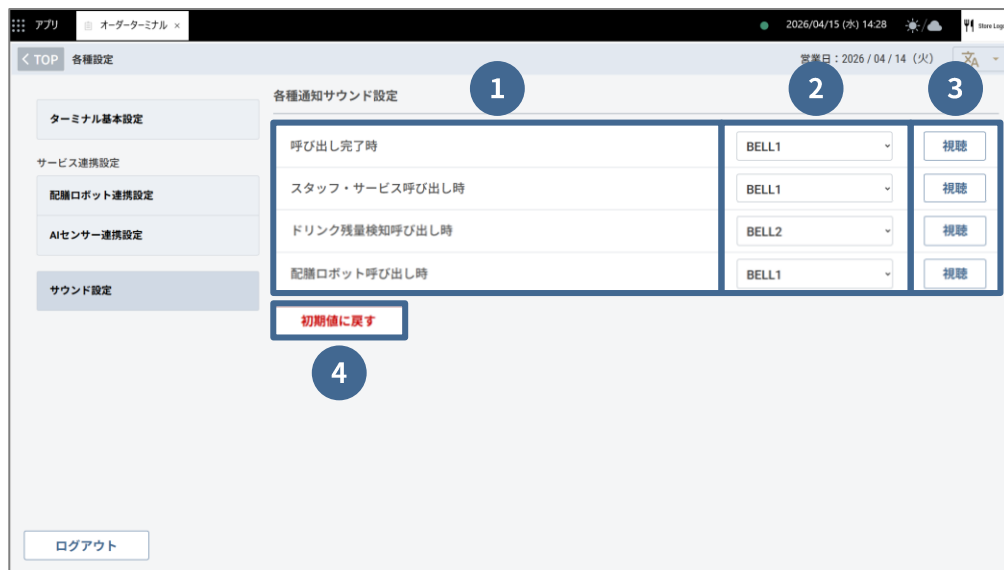 アプリ オーダーターミナル × 2026/04/15 (水) 14:28 Store Logo
TOP 各種設定 営業日：2026 / 04 / 14（火）
各種通知サウンド設定 1 2 3
ターミナル基本設定
サービス連携設定
配膳ロボット連携設定
AIセンサー連携設定
サウンド設定
呼び出し完了時 BELL1 視聴
スタッフ・サービス呼び出し時 BELL1 視聴
ドリンク残量検知呼び出し時 BELL2 視聴
配膳ロボット呼び出し時 BELL1 視聴
初期値に戻す
4
ログアウト